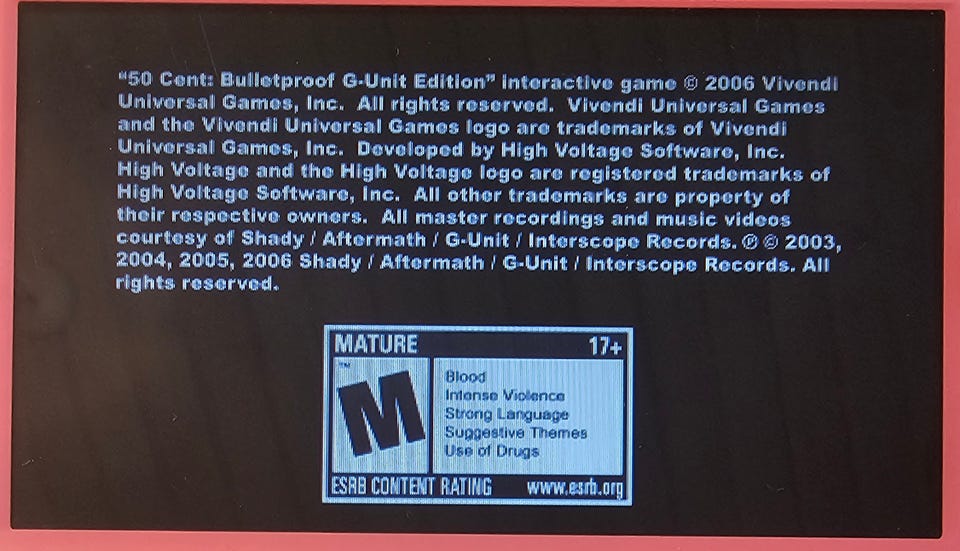 “50 Cent: Bulletproof G-Unit Edition” interactive game © 2006 Vivendi
Universal Games, Inc.  All rights reserved.  Vivendi Universal Games
and the Vivendi Universal Games logo are trademarks of Vivendi
Universal Games, Inc.  Developed by High Voltage Software, Inc.
High Voltage and the High Voltage logo are registered trademarks of
High Voltage Software, Inc.  All other trademarks are property of
their respective owners.  All master recordings and music videos
courtesy of Shady / Aftermath / G-Unit / Interscope Records. ℗ © 2003,
2004, 2005, 2006 Shady / Aftermath / G-Unit / Interscope Records. All
rights reserved.
MATURE 17+
™
M
Blood
Intense Violence
Strong Language
Suggestive Themes
Use of Drugs
ESRB CONTENT RATING www.esrb.org